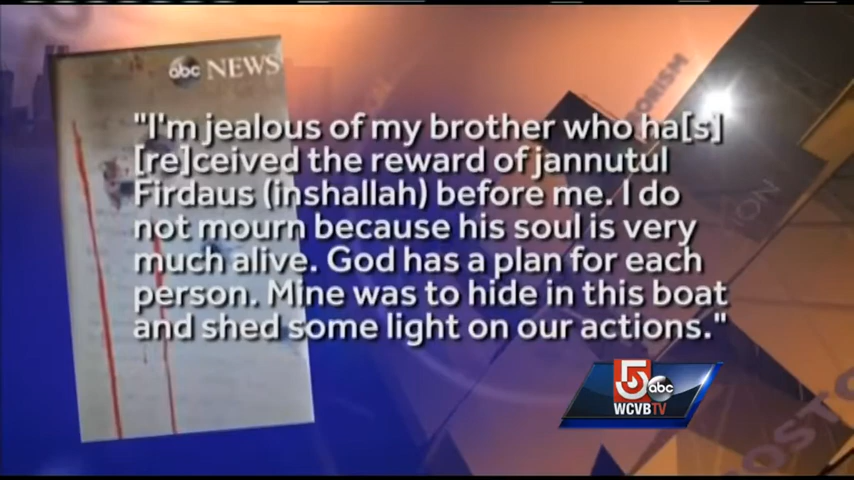 abc NEWS
"I'm jealous of my brother who ha[s]
[re]ceived the reward of jannutul
Firdaus (inshallah) before me. I do
not mourn because his soul is very
much alive. God has a plan for each
person. Mine was to hide in this boat
and shed some light on our actions."
5 abc
WCVBTV